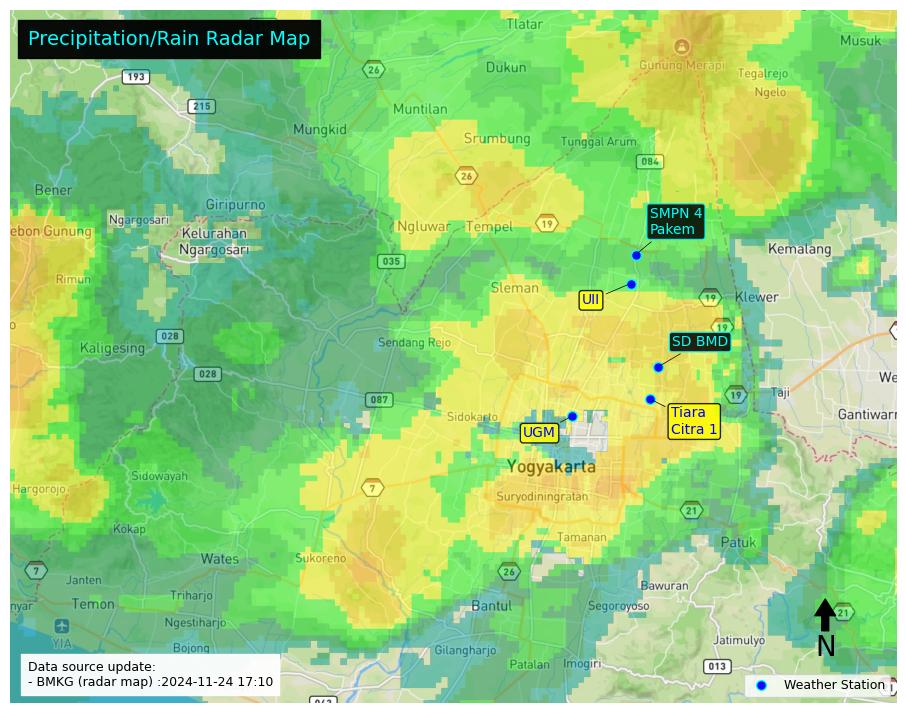 Precipitation/Rain Radar Map
Tlatar
Musuk
26
Dukun
Gunung Merapi
193
Tegalrejo
Ngelo
215
Muntilan
Mungkid
Srumbung
Tunggal Arum
084
Bener
26
Giripurno
SMPN 4
Pakem
Ngargosari
Ngluwar
Tempel
19
ebon Gunung
Kelurahan
Ngargosari
Kemalang
035
Rimun
Sleman
UII
19
Klewer
19
028
SD BMD
Kaligesing
Sendang Rejo
028
We
Taji
19
087
Tiara
Citra 1
Sidokarto
Gantiwarn
UGM
Yogyakarta
Sidowayah
7
Hargorojo
Suryodiningratan
21
Kokap
Tamanan
Patuk
Wates
Sukoreno
7
26
Janten
Bawuran
Triharjo
nyar
Temon
Bantul
Segoroyoso
21
Ngestiharjo
YIA
Jatimulyo
N
Bojong
Gilangharjo
Patalan
Imogiri
013
Data source update:
- BMKG (radar map) :2024-11-24 17:10
Weather Station